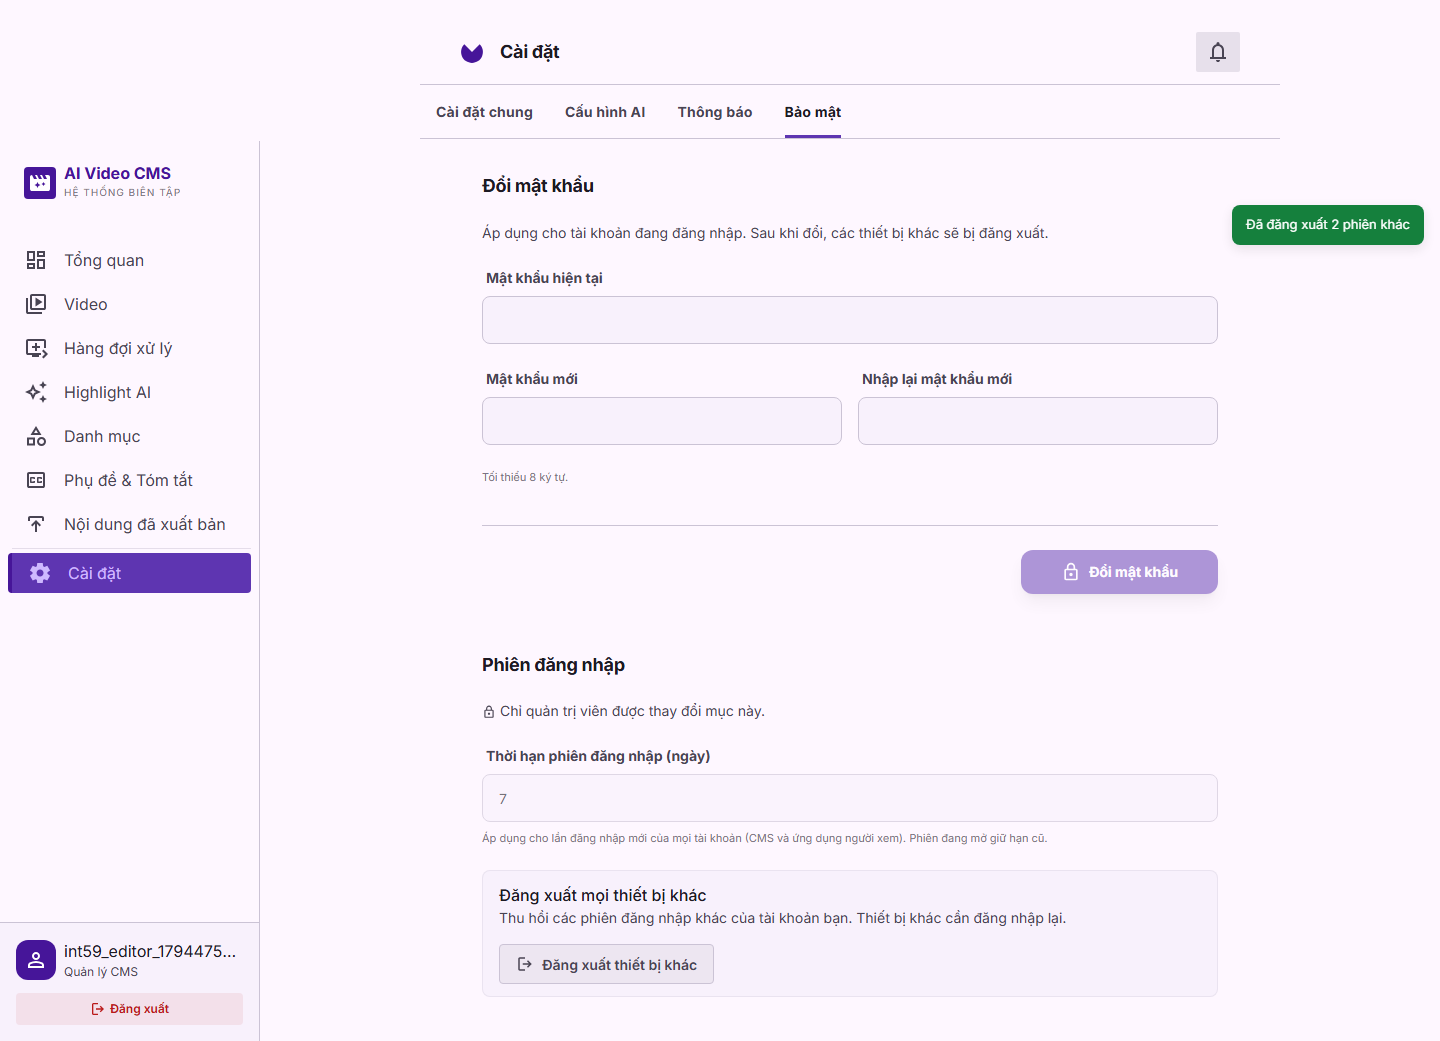 Cài đặt
Cài đặt chung
Cấu hình AI
Thông báo
Bảo mật
AI Video CMS
HỆ THỐNG BIÊN TẬP
Tổng quan
Video
Hàng đợi xử lý
Highlight AI
Danh mục
Phụ đề & Tóm tắt
Nội dung đã xuất bản
Cài đặt
int59_editor_1794475...
Quản lý CMS
Đăng xuất
Đổi mật khẩu
Áp dụng cho tài khoản đang đăng nhập. Sau khi đổi, các thiết bị khác sẽ bị đăng xuất.
Mật khẩu hiện tại
Mật khẩu mới
Nhập lại mật khẩu mới
Tối thiểu 8 ký tự.
Đổi mật khẩu
Phiên đăng nhập
Chỉ quản trị viên được thay đổi mục này.
Thời hạn phiên đăng nhập (ngày)
7
Áp dụng cho lần đăng nhập mới của mọi tài khoản (CMS và ứng dụng người xem). Phiên đang mở giữ hạn cũ.
Đăng xuất mọi thiết bị khác
Thu hồi các phiên đăng nhập khác của tài khoản bạn. Thiết bị khác cần đăng nhập lại.
Đăng xuất thiết bị khác
Đã đăng xuất 2 phiên khác